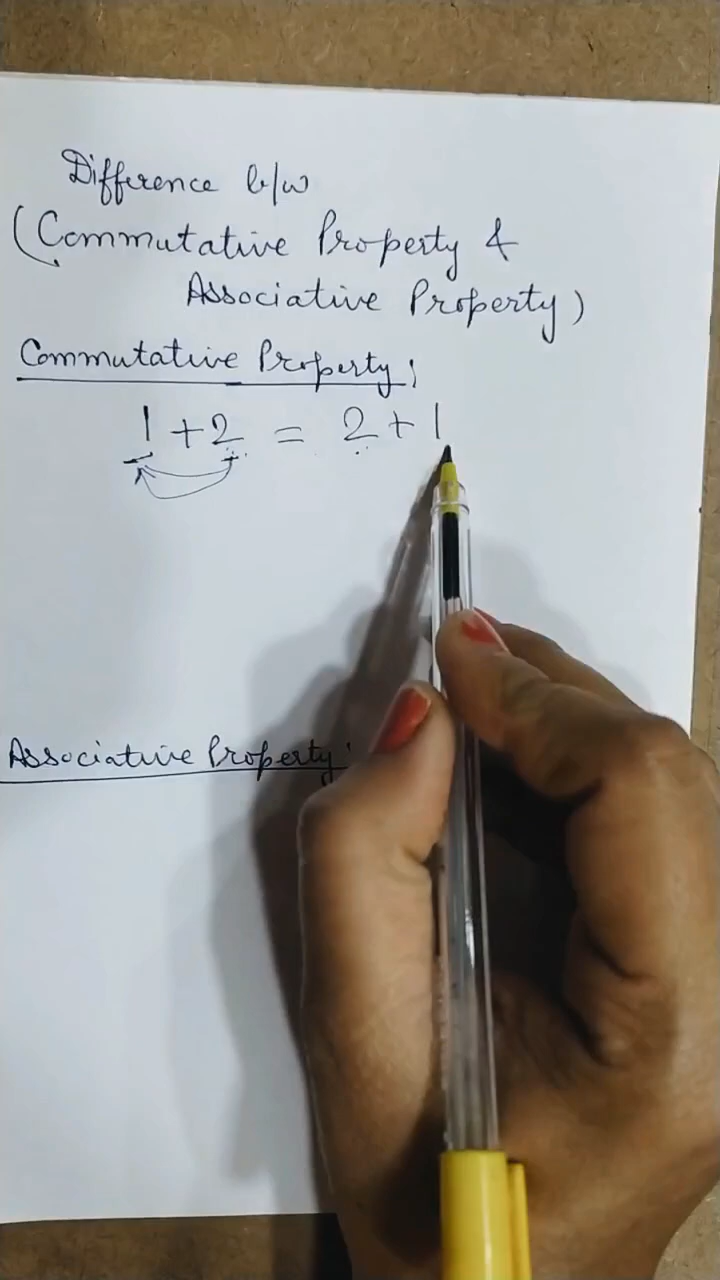 Difference b/w
(Commutative Property &
Associative Property)
Commutative Property:
1 + 2 = 2 + 1
Associative Property: